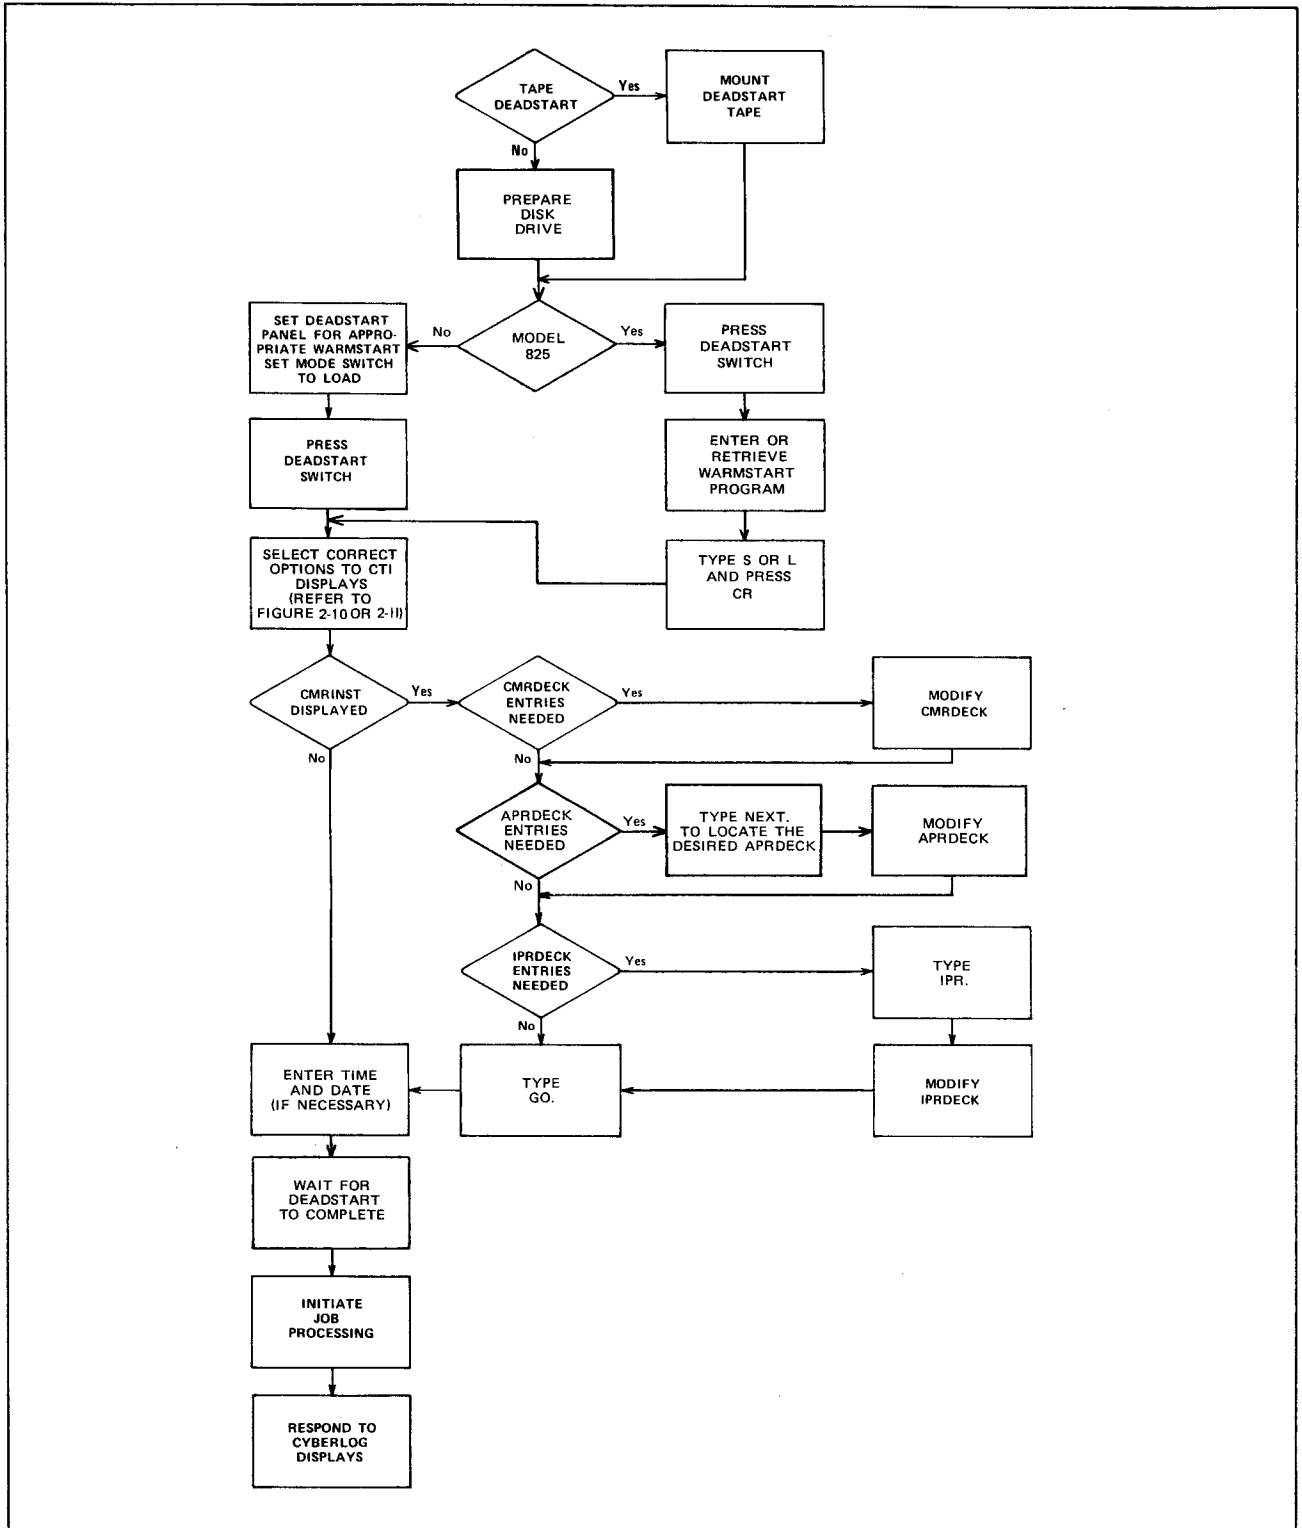 TAPE
DEADSTART
Yes
MOUNT
DEADSTART
TAPE
No
PREPARE
DISK
DRIVE
SET DEADSTART
PANEL FOR APPRO-
PRIATE WARMSTART
SET MODE SWITCH
TO LOAD
No
MODEL
825
Yes
PRESS
DEADSTART
SWITCH
PRESS
DEADSTART
SWITCH
ENTER OR
RETRIEVE
WARMSTART
PROGRAM
SELECT CORRECT
OPTIONS TO CTI
DISPLAYS
(REFER TO
FIGURE 2-10 OR 2-11)
TYPE S OR L
AND PRESS
CR
CMRINST
DISPLAYED
Yes
CMRDECK
ENTRIES
NEEDED
Yes
MODIFY
CMRDECK
No
No
APRDECK
ENTRIES
NEEDED
Yes
TYPE NEXT.
TO LOCATE THE
DESIRED APRDECK
MODIFY
APRDECK
No
IPRDECK
ENTRIES
NEEDED
Yes
TYPE
IPR.
No
ENTER TIME
AND DATE
(IF NECESSARY)
TYPE
GO.
MODIFY
IPRDECK
WAIT FOR
DEADSTART
TO COMPLETE
INITIATE
JOB
PROCESSING
RESPOND TO
CYBERLOG
DISPLAYS